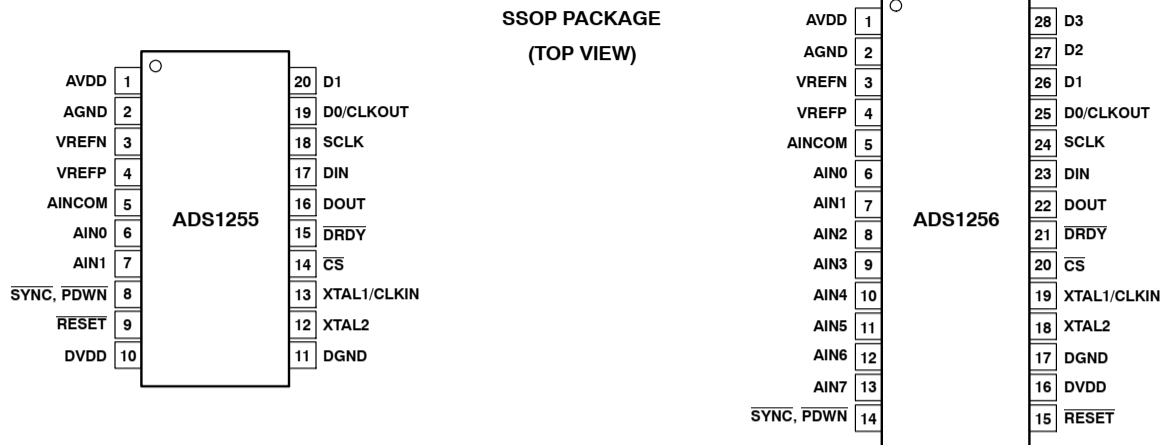 SSOP PACKAGE
(TOP VIEW)
AVDD 1 20 D1
AGND 2 19 D0/CLKOUT
VREFN 3 18 SCLK
VREFP 4 17 DIN
AINCOM 5 16 DOUT
AIN0 6 15 DRDY
AIN1 7 14 CS
SYNC, PDWN 8 13 XTAL1/CLKIN
RESET 9 12 XTAL2
DVDD 10 11 DGND
ADS1255
AVDD 1 28 D3
AGND 2 27 D2
VREFN 3 26 D1
VREFP 4 25 D0/CLKOUT
AINCOM 5 24 SCLK
AIN0 6 23 DIN
AIN1 7 22 DOUT
AIN2 8 21 DRDY
AIN3 9 20 CS
AIN4 10 19 XTAL1/CLKIN
AIN5 11 18 XTAL2
AIN6 12 17 DGND
AIN7 13 16 DVDD
SYNC, PDWN 14 15 RESET
ADS1256